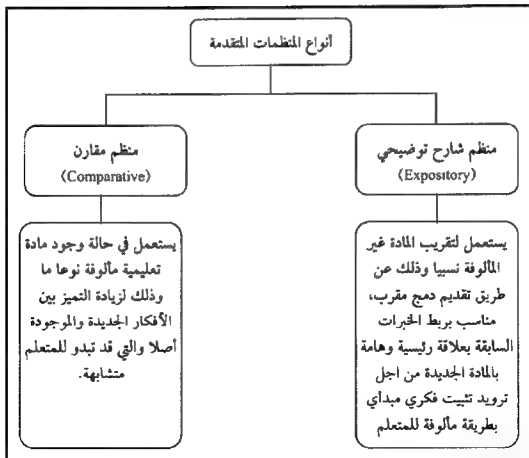 أنواع المنظمات المتقدمة
منظم شارح توضيحي
(Expository)
يستعمل لتقريب المادة غير
المألوفة نسبيا وذلك عن
طريق تقديم دمج مقرب،
مناسب بربط الخبرات
السابقة بعلاقة رئيسية وهامة
بالمادة الجديدة من اجل
ترويد تثبيت فكري مبداي
بطريقة مألوفة للمتعلم
منظم مقارن
(Comparative)
يستعمل في حالة وجود مادة
تعليمية مألوفة نوعا ما
وذلك لزيادة التميز بين
الأفكار الجديدة والموجودة
أصلا والتي قد تبدو للمتعلم
متشابهة.